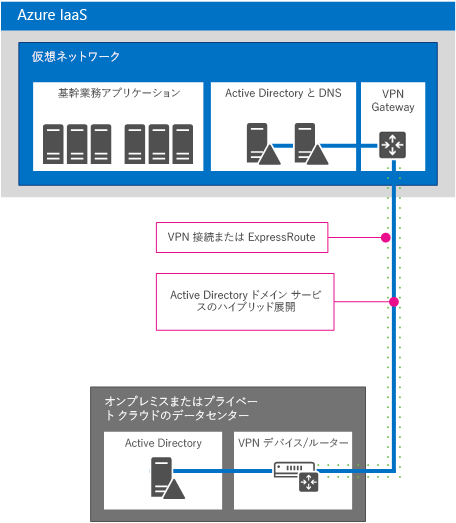 Azure IaaS
仮想ネットワーク
基幹業務アプリケーション
Active Directory と DNS
VPN
Gateway
VPN 接続または ExpressRoute
Active Directory ドメイン サービ
スのハイブリッド展開
オンプレミスまたはプライベー
ト クラウドのデータセンター
Active Directory
VPN デバイス/ルーター